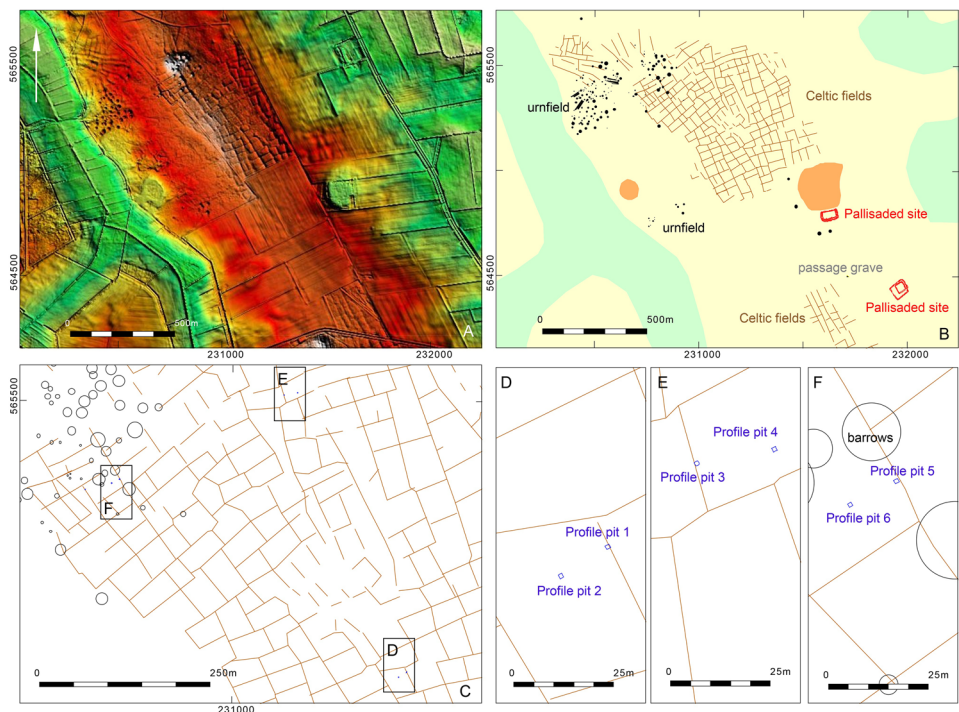 565500
564500
0
500m
A
231000
232000
565500
564500
urnfield
Celtic fields
urnfield
Pallisaded site
passage grave
Pallisaded site
Celtic fields
0
500m
B
231000
232000
565500
E
F
D
0
250m
C
231000
D
Profile pit 1
Profile pit 2
0
25m
E
Profile pit 4
Profile pit 3
0
25m
F
barrows
Profile pit 5
Profile pit 6
0
25m